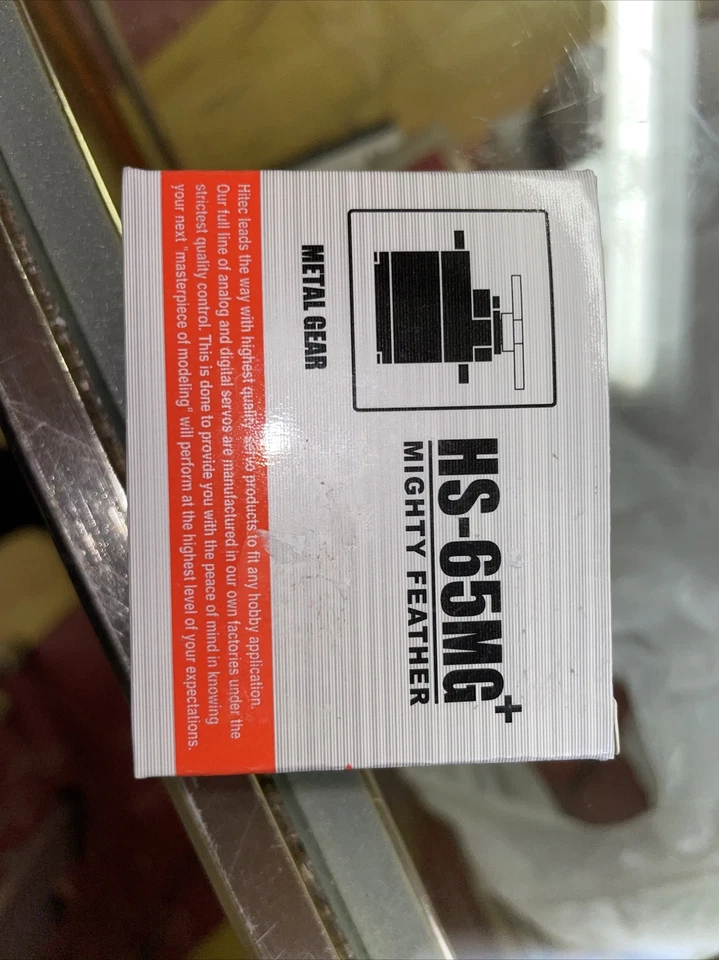 METAL GEAR
HS-65MG+
MIGHTY FEATHER
Hitec leads the way with highest quality servo products to fit any hobby application.
Our full line of analog and digital servos are manufactured in our own factories under the
strictest quality control. This is done to provide you with the peace of mind in knowing
your next "masterpiece of modeling" will perform at the highest level of your expectations.